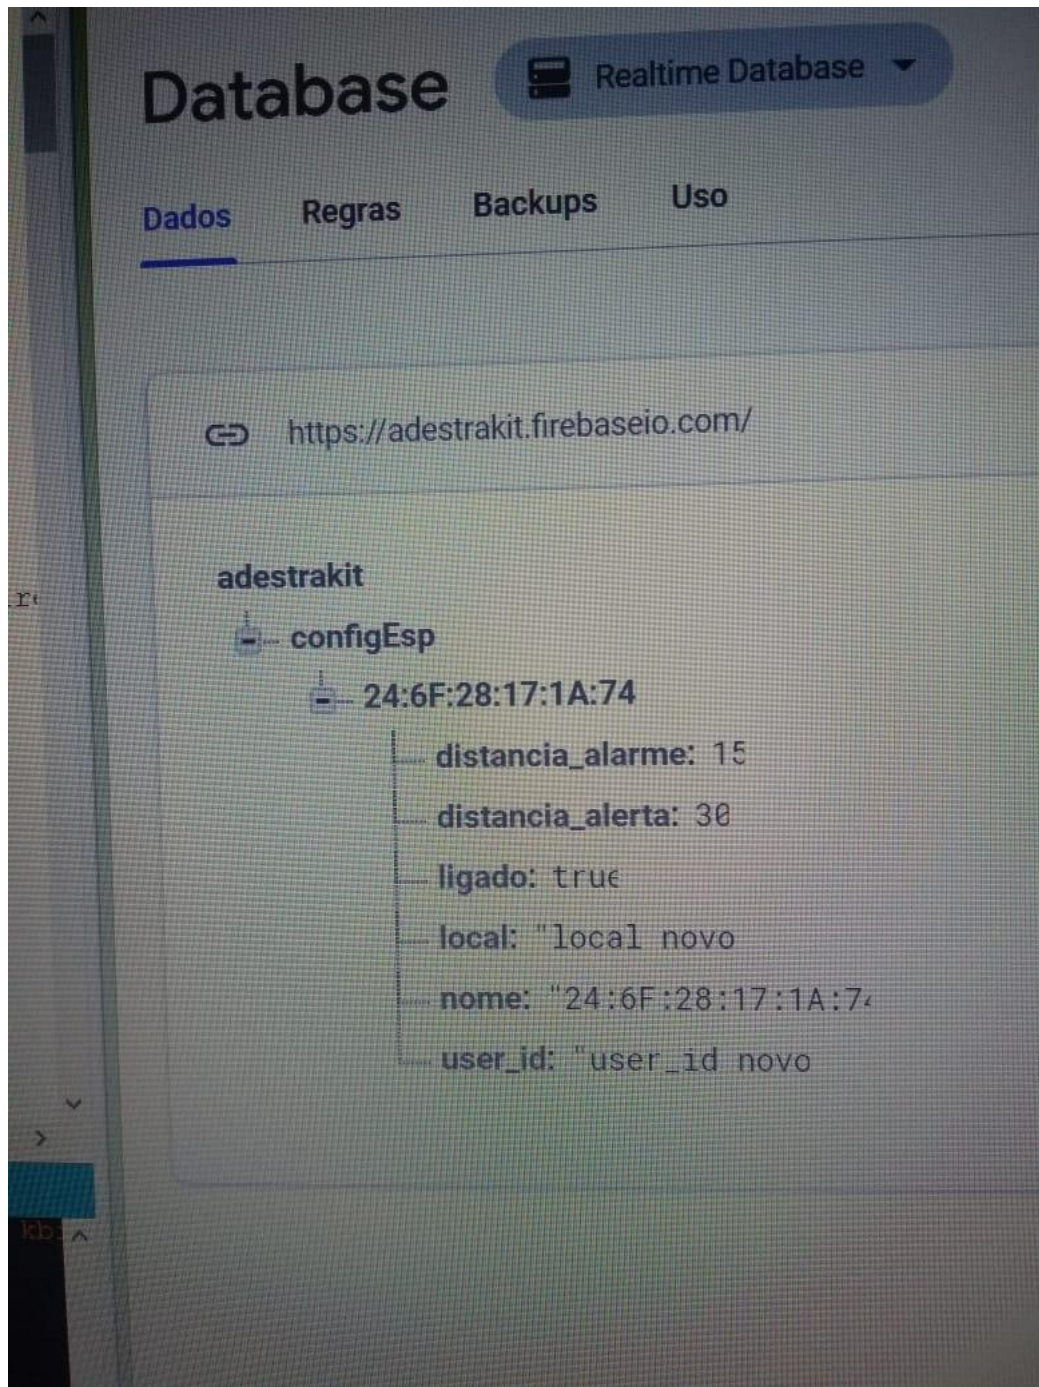 Database Realtime Database
Dados Regras Backups Uso
https://adestrakit.firebaseio.com/
adestrakit
configEsp
24:6F:28:17:1A:74
distancia_alarme: 15
distancia_alerta: 30
ligado: true
local: "local novo
nome: "24:6F:28:17:1A:74
user_id: "user_id novo